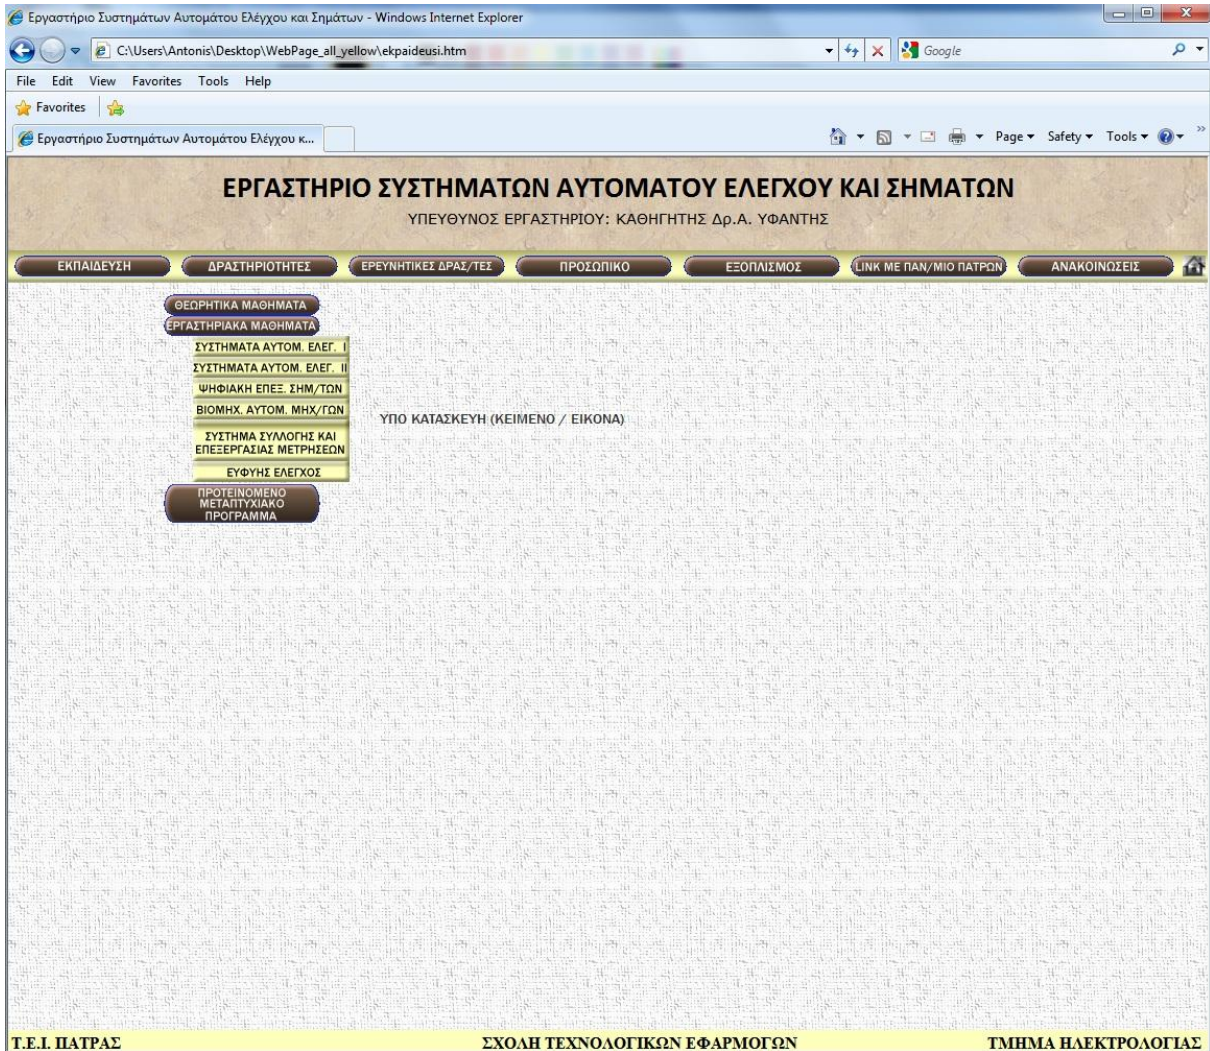 Εργαστήριο Συστημάτων Αυτομάτου Ελέγχου και Σημάτων - Windows Internet Explorer
C:\Users\Antonis\Desktop\WebPage_all_yellow\ekpaideusi.htm Google
File Edit View Favorites Tools Help
Favorites
Εργαστήριο Συστημάτων Αυτομάτου Ελέγχου κ... Page Safety Tools
ΕΡΓΑΣΤΗΡΙΟ ΣΥΣΤΗΜΑΤΩΝ ΑΥΤΟΜΑΤΟΥ ΕΛΕΓΧΟΥ ΚΑΙ ΣΗΜΑΤΩΝ
ΥΠΕΥΘΥΝΟΣ ΕΡΓΑΣΤΗΡΙΟΥ: ΚΑΘΗΓΗΤΗΣ Δρ.Α. ΥΦΑΝΤΗΣ
ΕΚΠΑΙΔΕΥΣΗ ΔΡΑΣΤΗΡΙΟΤΗΤΕΣ ΕΡΕΥΝΗΤΙΚΕΣ ΔΡΑΣ/ΤΕΣ ΠΡΟΣΩΠΙΚΟ ΕΞΟΠΛΙΣΜΟΣ LINK ΜΕ ΠΑΝ/ΜΙΟ ΠΑΤΡΩΝ ΑΝΑΚΟΙΝΩΣΕΙΣ
ΘΕΩΡΗΤΙΚΑ ΜΑΘΗΜΑΤΑ
ΕΡΓΑΣΤΗΡΙΑΚΑ ΜΑΘΗΜΑΤΑ
ΣΥΣΤΗΜΑΤΑ ΑΥΤΟΜ. ΕΛΕΓ. I
ΣΥΣΤΗΜΑΤΑ ΑΥΤΟΜ. ΕΛΕΓ. II
ΨΗΦΙΑΚΗ ΕΠΕΞ. ΣΗΜ/ΤΩΝ
ΒΙΟΜΗΧ. ΑΥΤΟΜ. ΜΗΧ/ΓΩΝ
ΣΥΣΤΗΜΑ ΣΥΛΛΟΓΗΣ ΚΑΙ
ΕΠΕΞΕΡΓΑΣΙΑΣ ΜΕΤΡΗΣΕΩΝ
ΕΥΦΥΗΣ ΕΛΕΓΧΟΣ
ΠΡΟΤΕΙΝΟΜΕΝΟ
ΜΕΤΑΠΤΥΧΙΑΚΟ
ΠΡΟΓΡΑΜΜΑ
ΥΠΟ ΚΑΤΑΣΚΕΥΗ (ΚΕΙΜΕΝΟ / ΕΙΚΟΝΑ)
Τ.Ε.Ι. ΠΑΤΡΑΣ ΣΧΟΛΗ ΤΕΧΝΟΛΟΓΙΚΩΝ ΕΦΑΡΜΟΓΩΝ ΤΜΗΜΑ ΗΛΕΚΤΡΟΛΟΓΙΑΣ